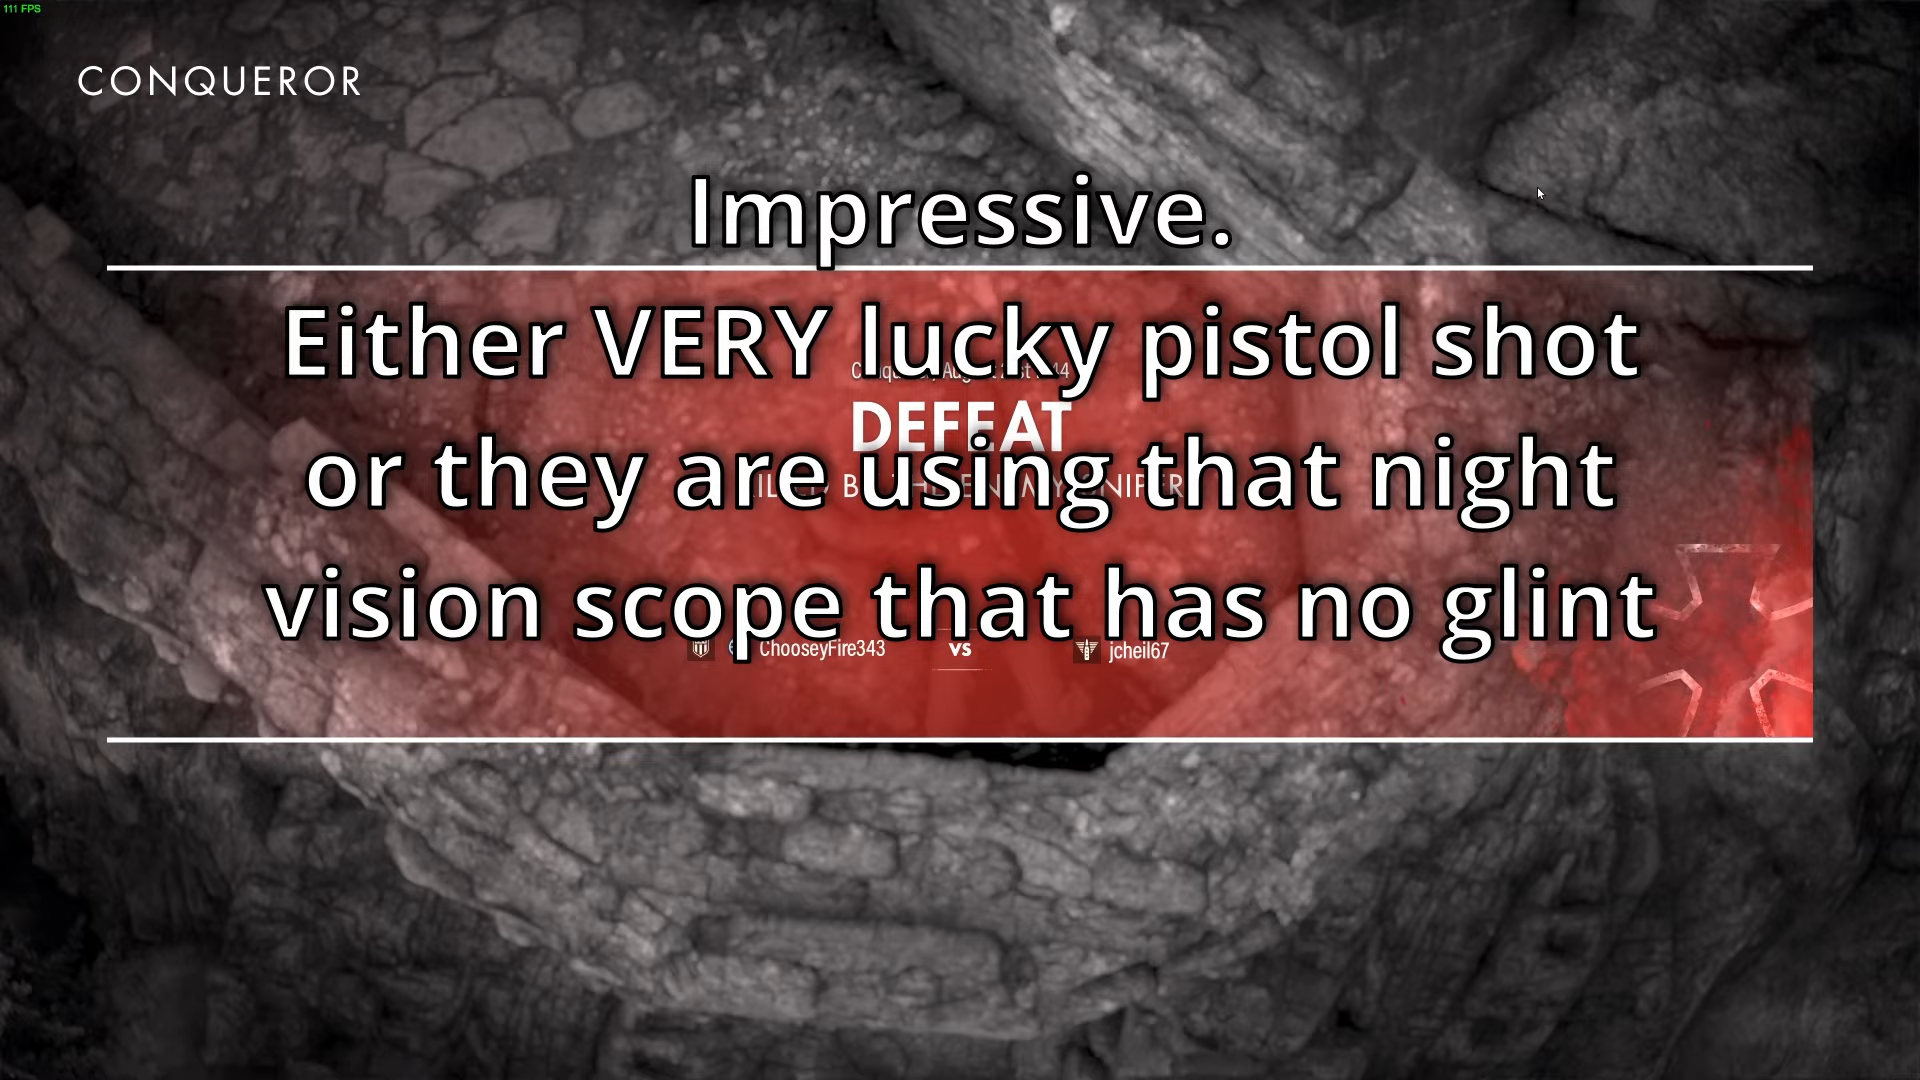 111 FPS
CONQUEROR
Impressive.
Either VERY lucky pistol shot
DEFEAT
or they are using that night
vision scope that has no glint
ChooseyFire343 VS jcheil67